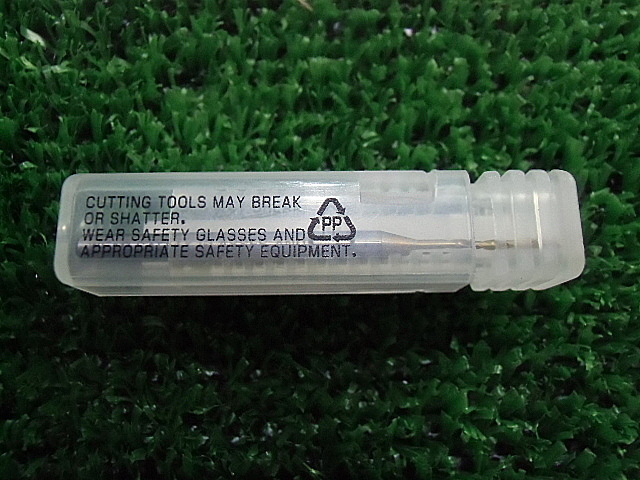 CUTTING TOOLS MAY BREAK
OR SHATTER.
WEAR SAFETY GLASSES AND
APPROPRIATE SAFETY EQUIPMENT.
PP